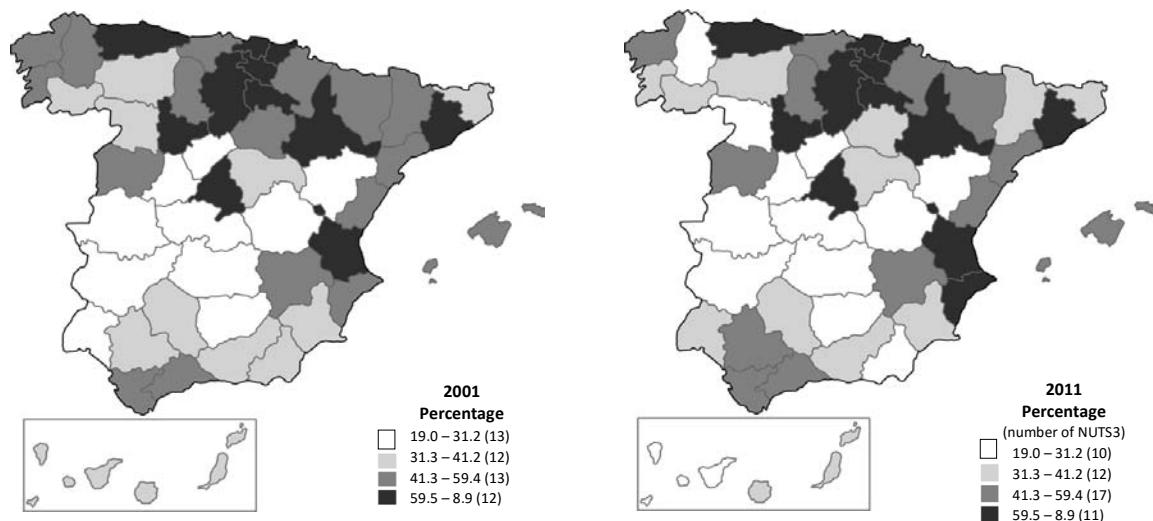 2001
Percentage
19.0 – 31.2 (13)
31.3 – 41.2 (12)
41.3 – 59.4 (13)
59.5 – 8.9 (12)
2011
Percentage
(number of NUTS3)
19.0 – 31.2 (10)
31.3 – 41.2 (12)
41.3 – 59.4 (17)
59.5 – 8.9 (11)